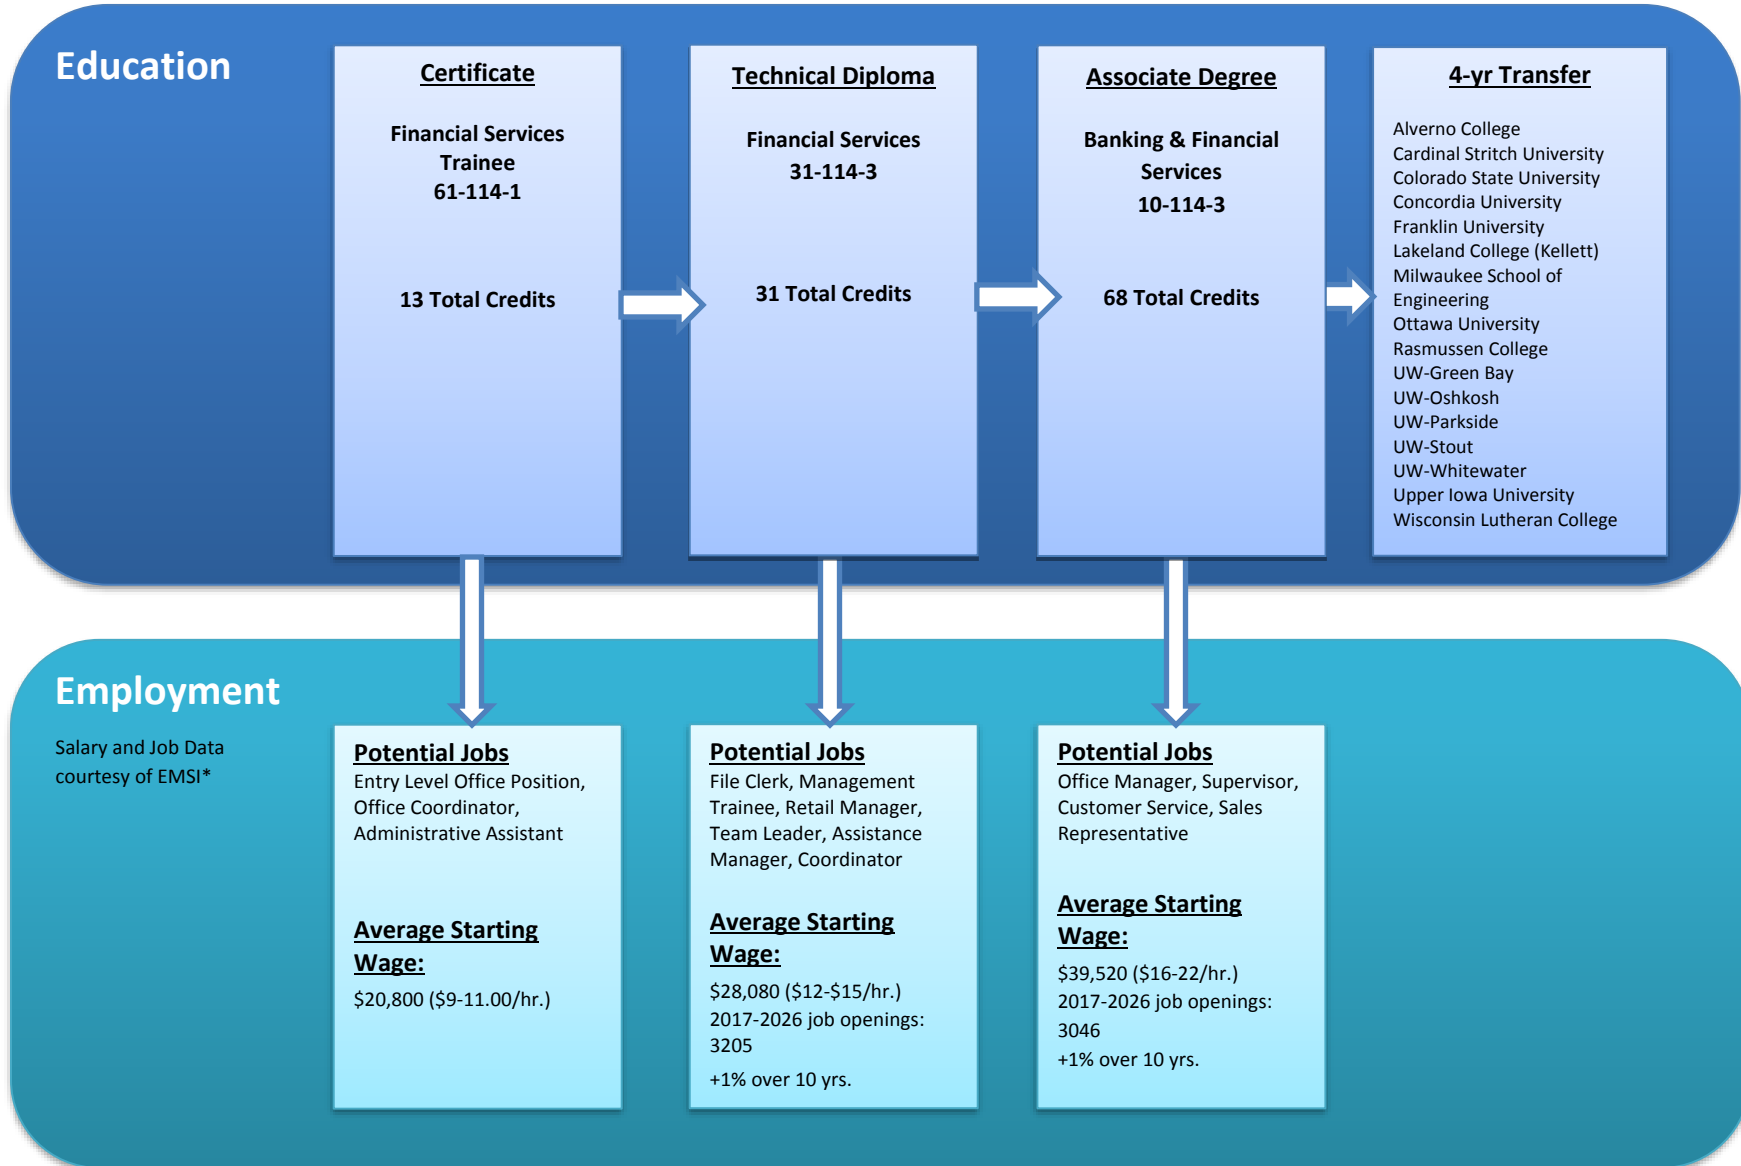 Education
Certificate
Financial Services
Trainee
61-114-1
13 Total Credits
Technical Diploma
Financial Services
31-114-3
31 Total Credits
Associate Degree
Banking & Financial
Services
10-114-3
68 Total Credits
4-yr Transfer
Alverno College
Cardinal Stritch University
Colorado State University
Concordia University
Franklin University
Lakeland College (Kellett)
Milwaukee School of
Engineering
Ottawa University
Rasmussen College
UW-Green Bay
UW-Oshkosh
UW-Parkside
UW-Stout
UW-Whitewater
Upper Iowa University
Wisconsin Lutheran College
Employment
Salary and Job Data
courtesy of EMSI*
Potential Jobs
Entry Level Office Position,
Office Coordinator,
Administrative Assistant
Average Starting
Wage:
$20,800 ($9-11.00/hr.)
Potential Jobs
File Clerk, Management
Trainee, Retail Manager,
Team Leader, Assistance
Manager, Coordinator
Average Starting
Wage:
$28,080 ($12-$15/hr.)
2017-2026 job openings:
3205
+1% over 10 yrs.
Potential Jobs
Office Manager, Supervisor,
Customer Service, Sales
Representative
Average Starting
Wage:
$39,520 ($16-22/hr.)
2017-2026 job openings:
3046
+1% over 10 yrs.